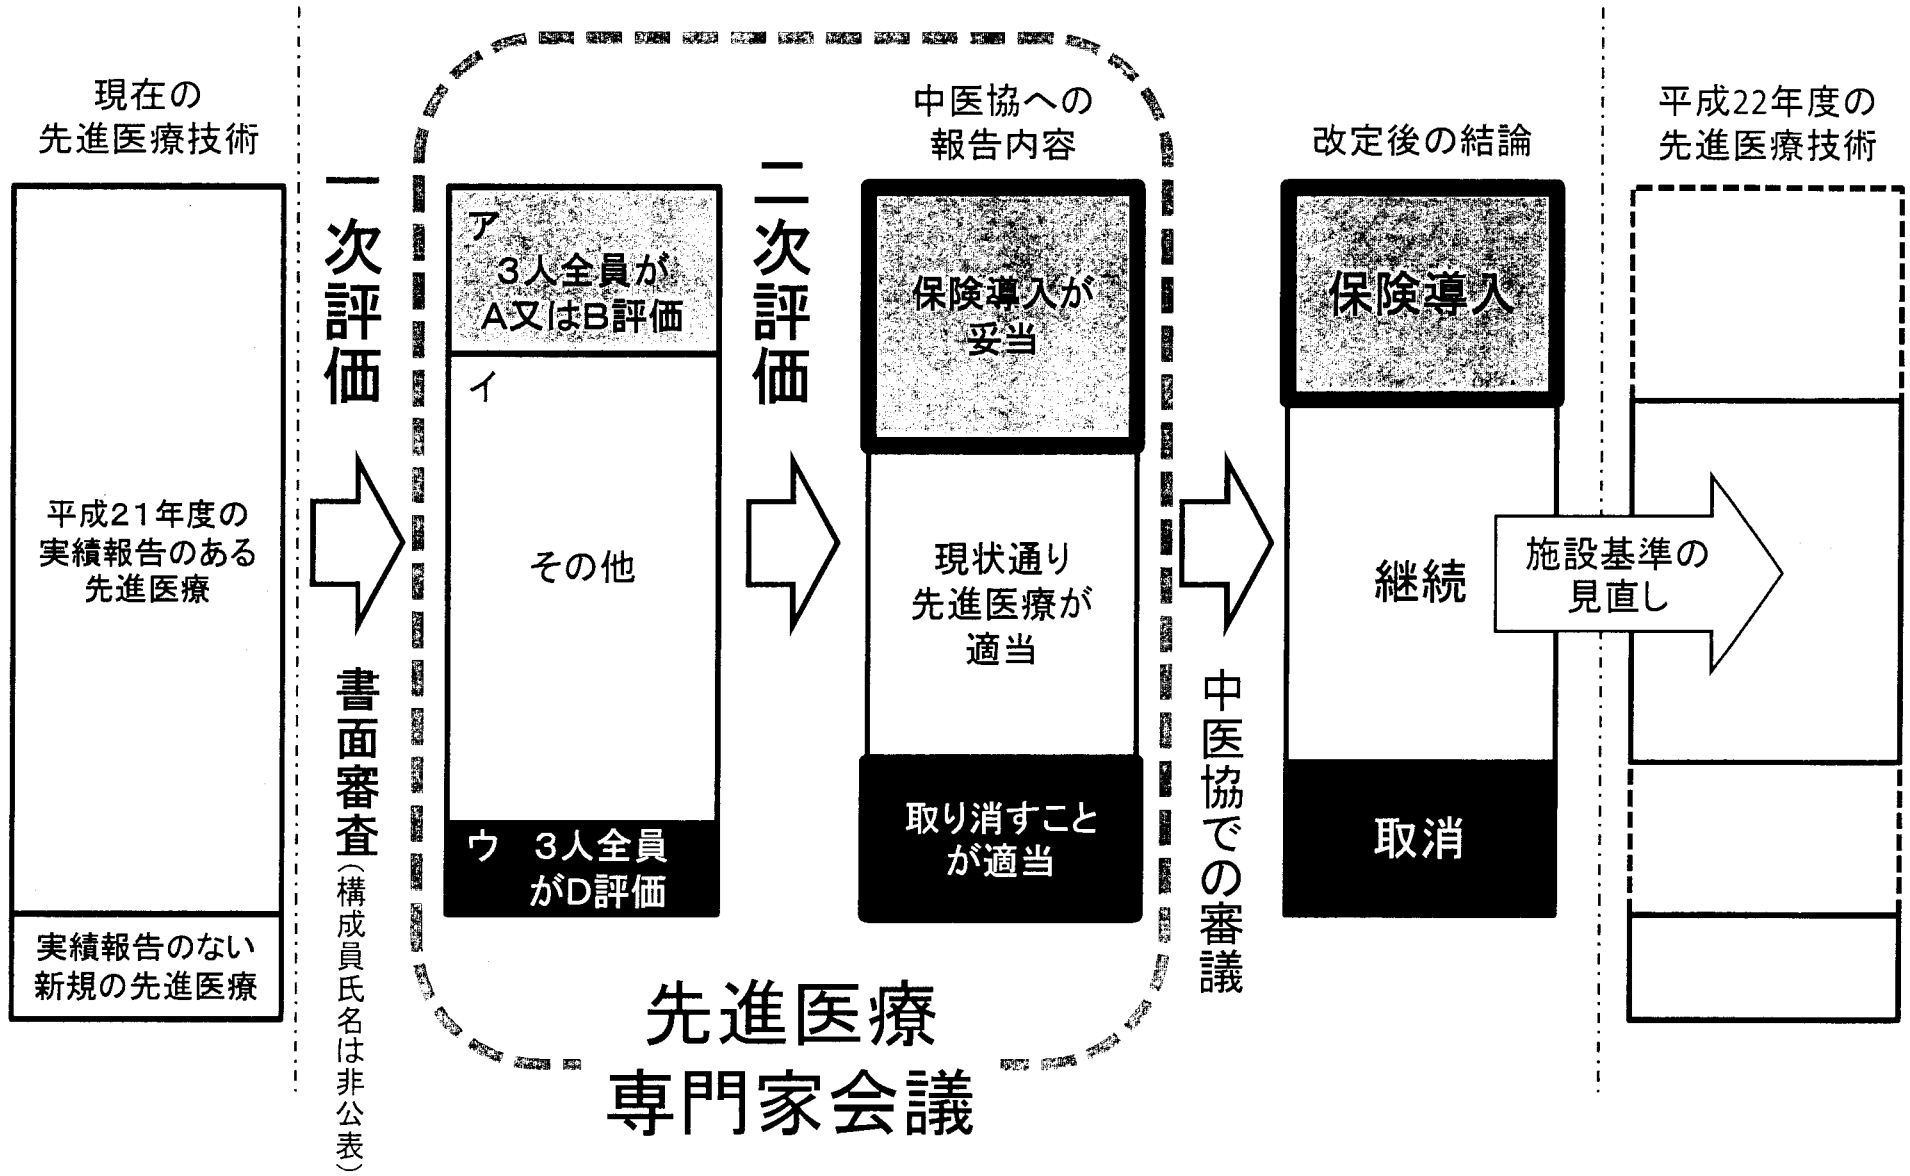 現在の
先進医療技術
平成21年度の
実績報告のある
先進医療
実績報告のない
新規の先進医療
一次評価
書面審査(構成員氏名は非公表)
ア
3人全員が
A又はB評価
イ
その他
ウ 3人全員
がD評価
二次評価
中医協への
報告内容
保険導入が
妥当
現状通り
先進医療が
適当
取り消すこと
が適当
先進医療
専門家会議
中医協での審議
改定後の結論
保険導入
継続
取消
施設基準の
見直し
平成22年度の
先進医療技術